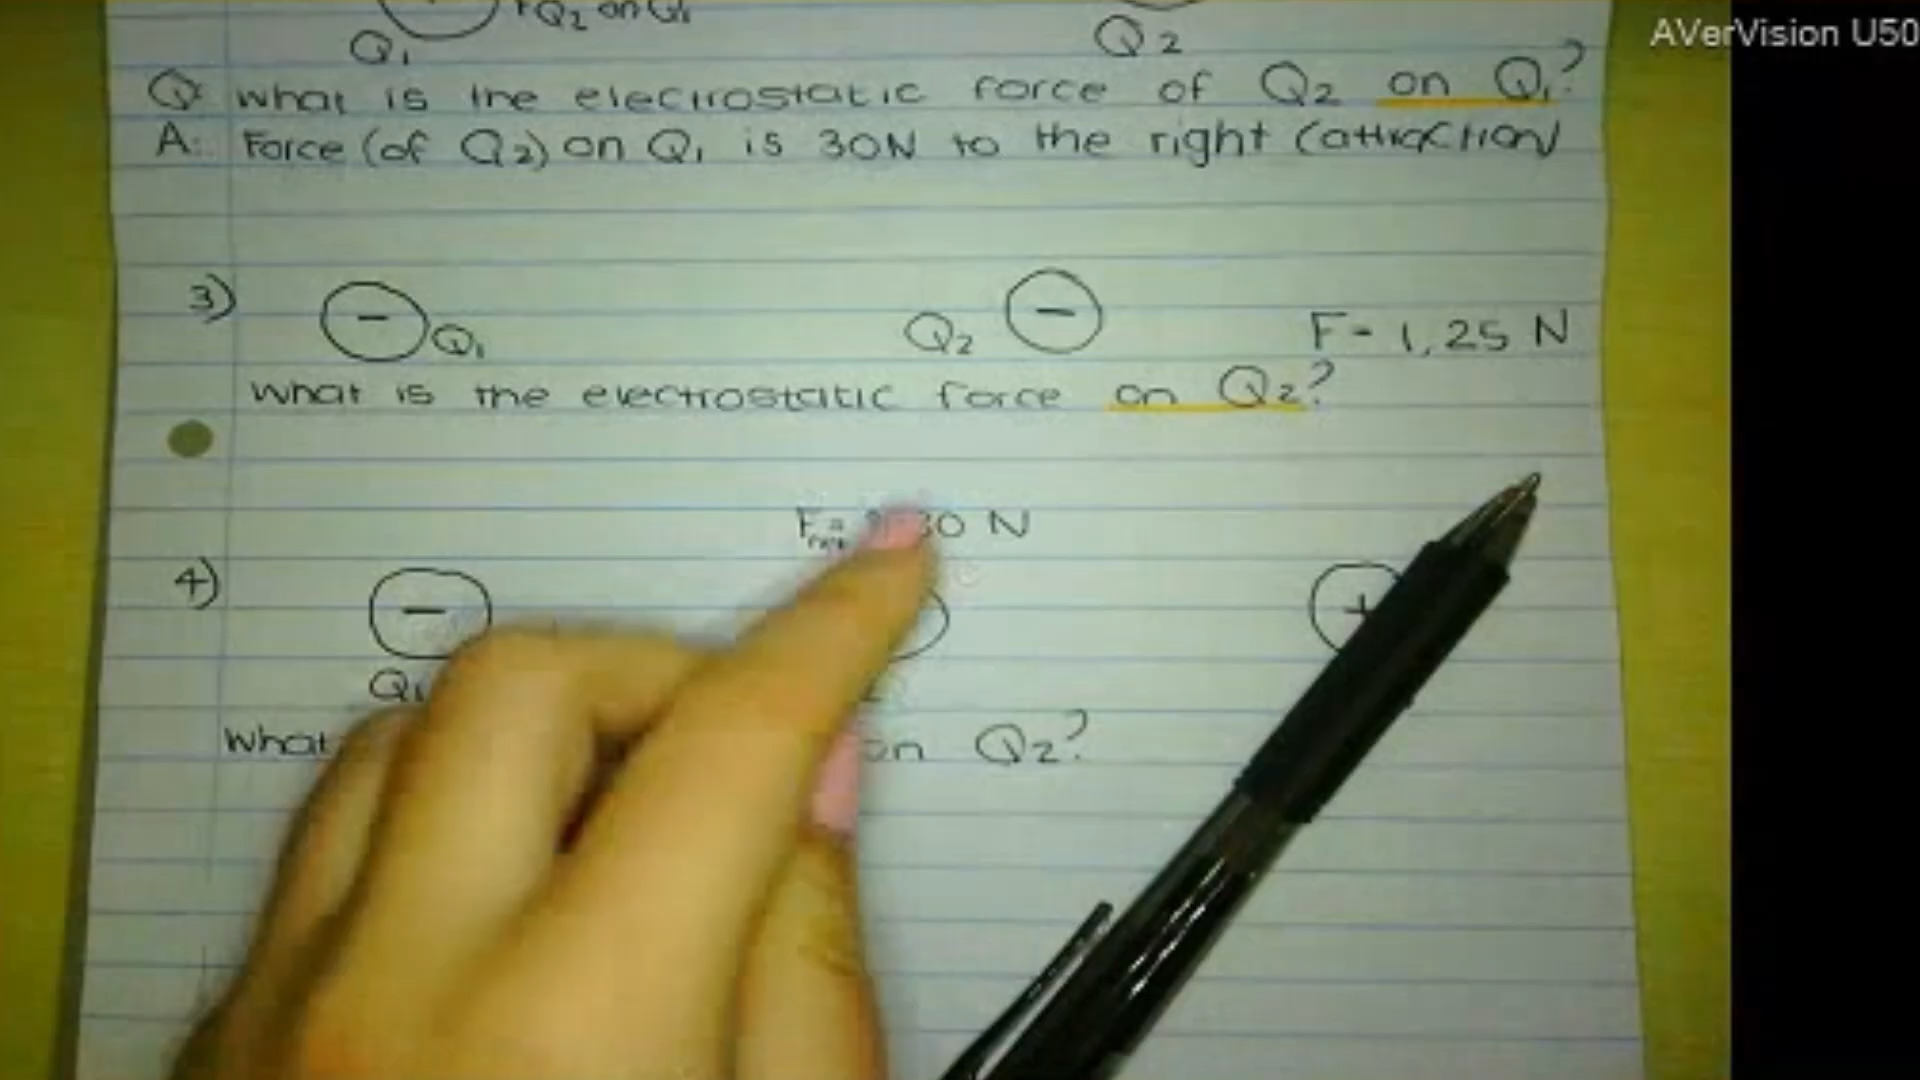 AVerVision U50
Q2 on Q1
Q1 Q2
Q: What is the electrostatic force of Q2 on Q1?
A: Force (of Q2) on Q1 is 30N to the right (attraction)
3) - Q1 Q2 - F = 1,25 N
What is the electrostatic force on Q2?
Fnet = 30 N
4) - +
Q1
What on Q2?